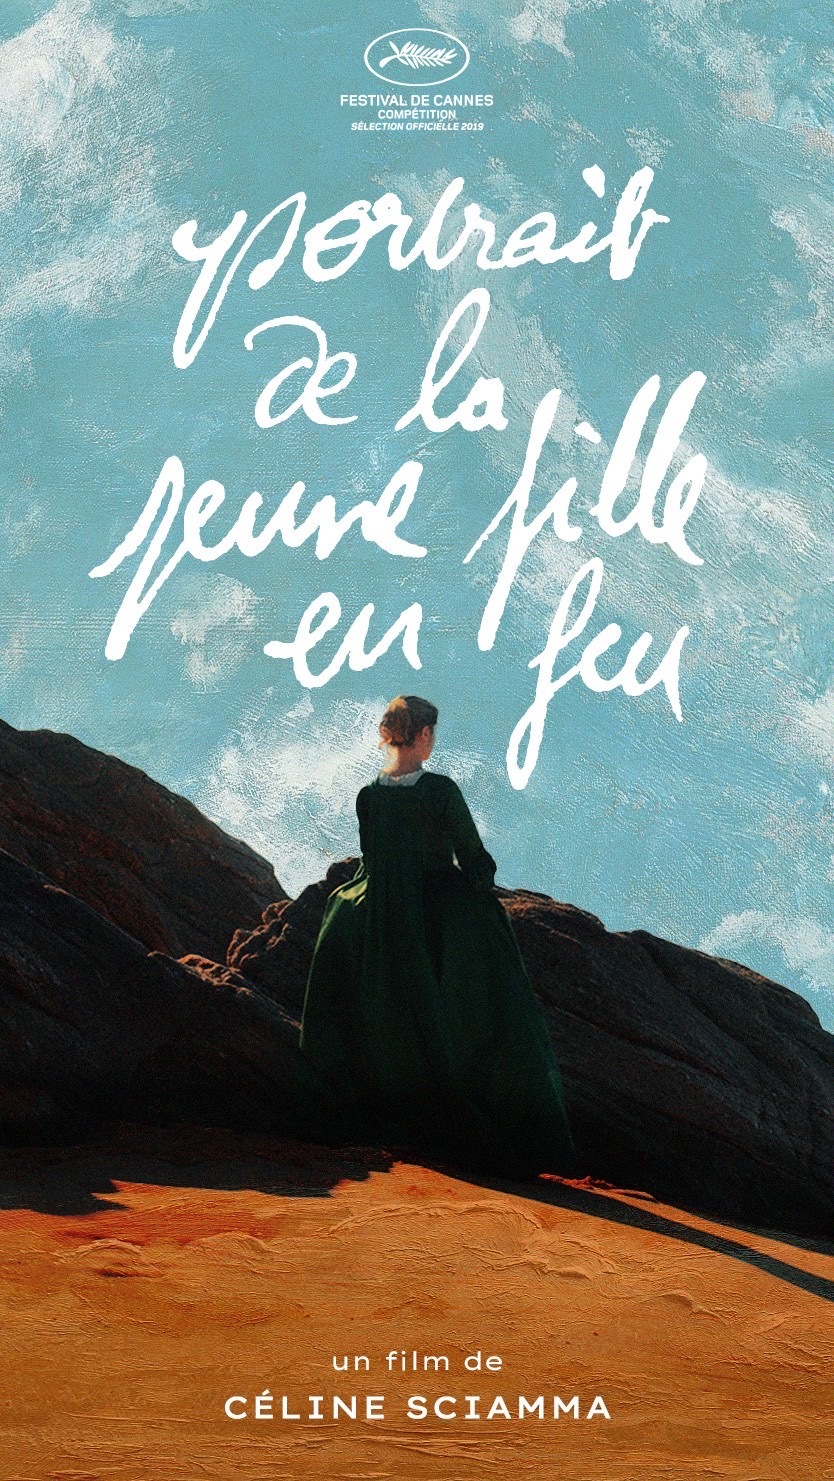 FESTIVAL DE CANNES
COMPÉTITION
SÉLECTION OFFICIELLE 2019
portrait
de la
jeune fille
en feu
un film de
CÉLINE SCIAMMA